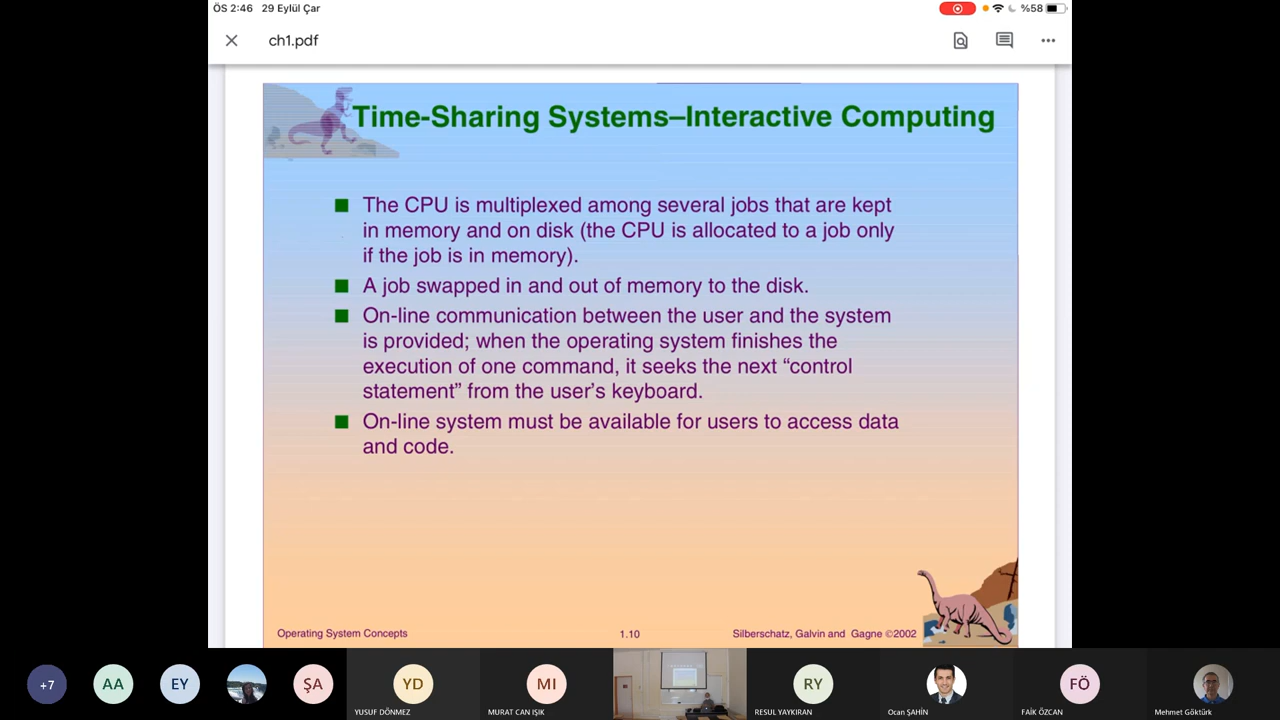 ÖS 2:46 29 Eylül Çar
%58
ch1.pdf
Time-Sharing Systems–Interactive Computing
The CPU is multiplexed among several jobs that are kept
in memory and on disk (the CPU is allocated to a job only
if the job is in memory).
A job swapped in and out of memory to the disk.
On-line communication between the user and the system
is provided; when the operating system finishes the
execution of one command, it seeks the next “control
statement” from the user’s keyboard.
On-line system must be available for users to access data
and code.
Operating System Concepts
1.10
Silberschatz, Galvin and Gagne ©2002
+7
AA
EY
ŞA
YD
MI
RY
FÖ
YUSUF DÖNMEZ
MURAT CAN IŞIK
RESUL YAYKIRAN
Ocan ŞAHİN
FAİK ÖZCAN
Mehmet Göktürk